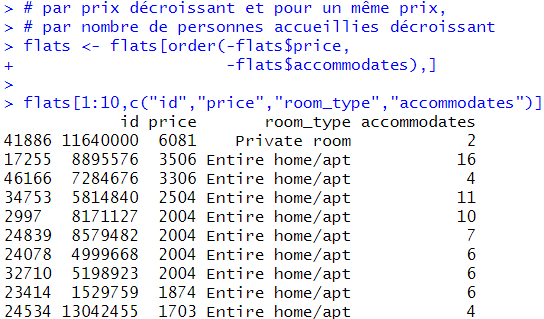 > # par prix décroissant et pour un même prix,
> # par nombre de personnes accueillies décroissant
> flats <- flats[order(-flats$price,
+                      -flats$accommodates),]
>
> flats[1:10,c("id","price","room_type","accommodates")]
            id price       room_type accommodates
41886 11640000  6081    Private room            2
17255  8895576  3506 Entire home/apt           16
46166  7284676  3306 Entire home/apt            4
34753  5814840  2504 Entire home/apt           11
2997   8171127  2004 Entire home/apt           10
24839  8579482  2004 Entire home/apt            7
24078  4999668  2004 Entire home/apt            6
32710  5198923  2004 Entire home/apt            6
23414  1529759  1874 Entire home/apt            6
24534 13042455  1703 Entire home/apt            4